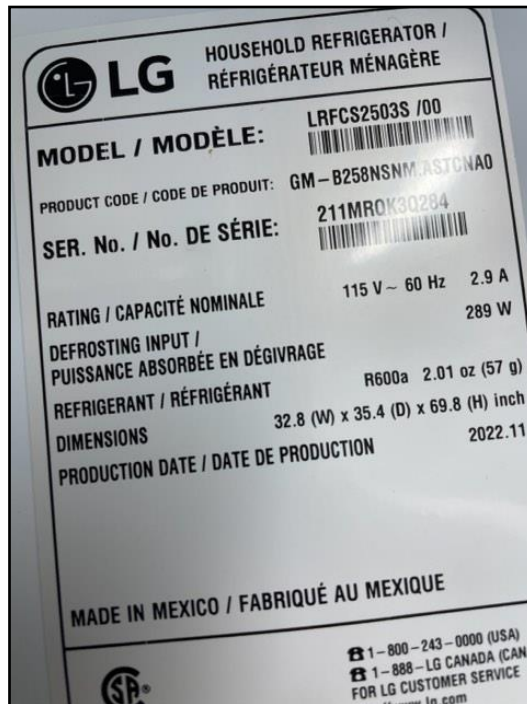 LG
HOUSEHOLD REFRIGERATOR /
RÉFRIGÉRATEUR MÉNAGÈRE
MODEL / MODÈLE: LRFCS2503S /00
PRODUCT CODE / CODE DE PRODUIT: GM-B258NSNM.ASTCNA0
SER. No. / No. DE SÉRIE: 211MRQK3Q284
RATING / CAPACITÉ NOMINALE 115 V~ 60 Hz 2.9 A
DEFROSTING INPUT / 289 W
PUISSANCE ABSORBÉE EN DÉGIVRAGE
REFRIGERANT / RÉFRIGÉRANT R600a 2.01 oz (57 g)
DIMENSIONS 32.8 (W) x 35.4 (D) x 69.8 (H) inch
PRODUCTION DATE / DATE DE PRODUCTION 2022.11
MADE IN MEXICO / FABRIQUÉ AU MEXIQUE
☎ 1-800-243-0000 (USA)
☎ 1-888-LG CANADA (CAN
FOR LG CUSTOMER SERVICE